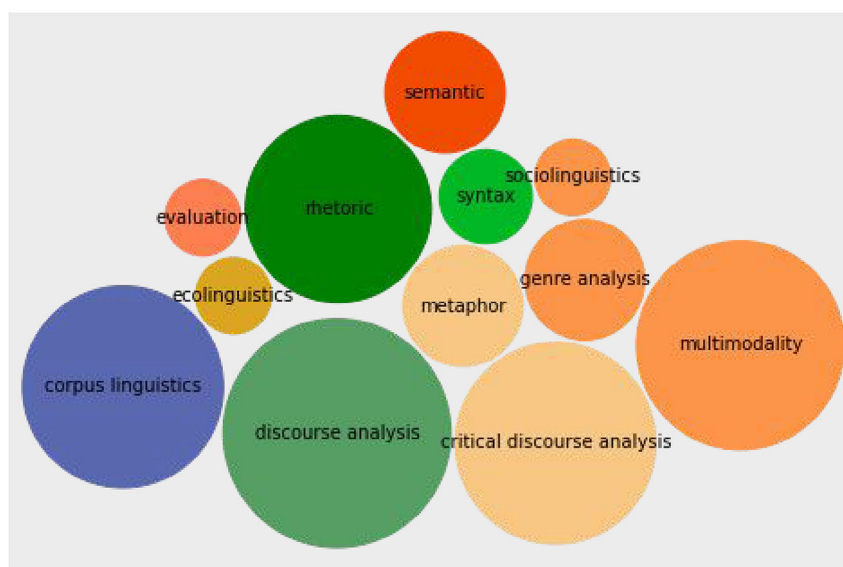 semantic
sociolinguistics
syntax
rhetoric
evaluation
genre analysis
ecolinguistics
metaphor
multimodality
corpus linguistics
discourse analysis
critical discourse analysis